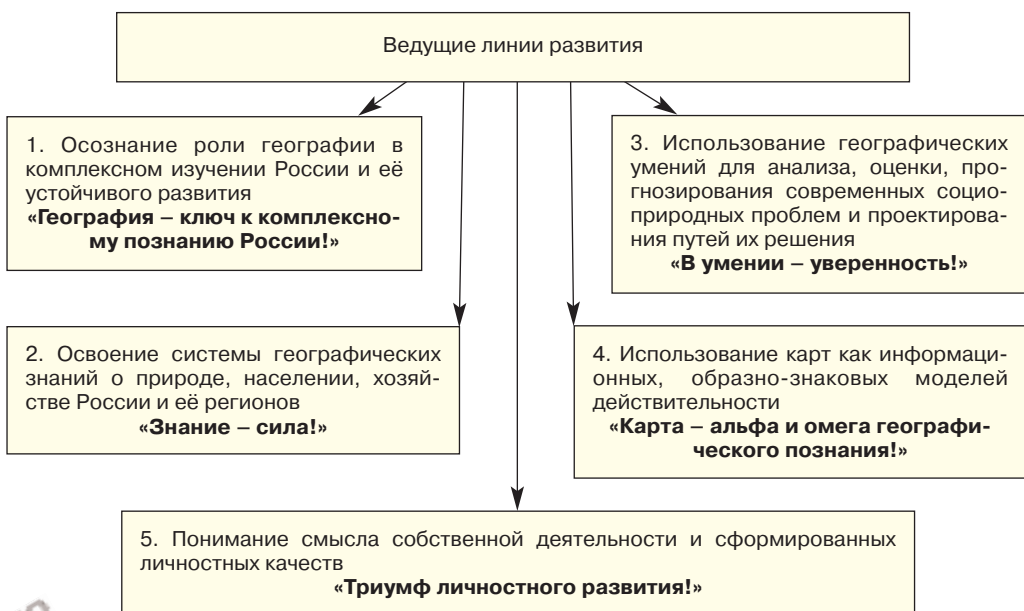 Ведущие линии развития
1. Осознание роли географии в
комплексном изучении России и её
устойчивого развития
«География – ключ к комплексно-
му познанию России!»
2. Освоение системы географических
знаний о природе, населении, хозяй-
стве России и её регионов
«Знание – сила!»
3. Использование географических
умений для анализа, оценки, про-
гнозирования современных социо-
природных проблем и проектирова-
ния путей их решения
«В умении – уверенность!»
4. Использование карт как информаци-
онных, образно-знаковых моделей
действительности
«Карта – альфа и омега географи-
ческого познания!»
5. Понимание смысла собственной деятельности и сформированных
личностных качеств
«Триумф личностного развития!»